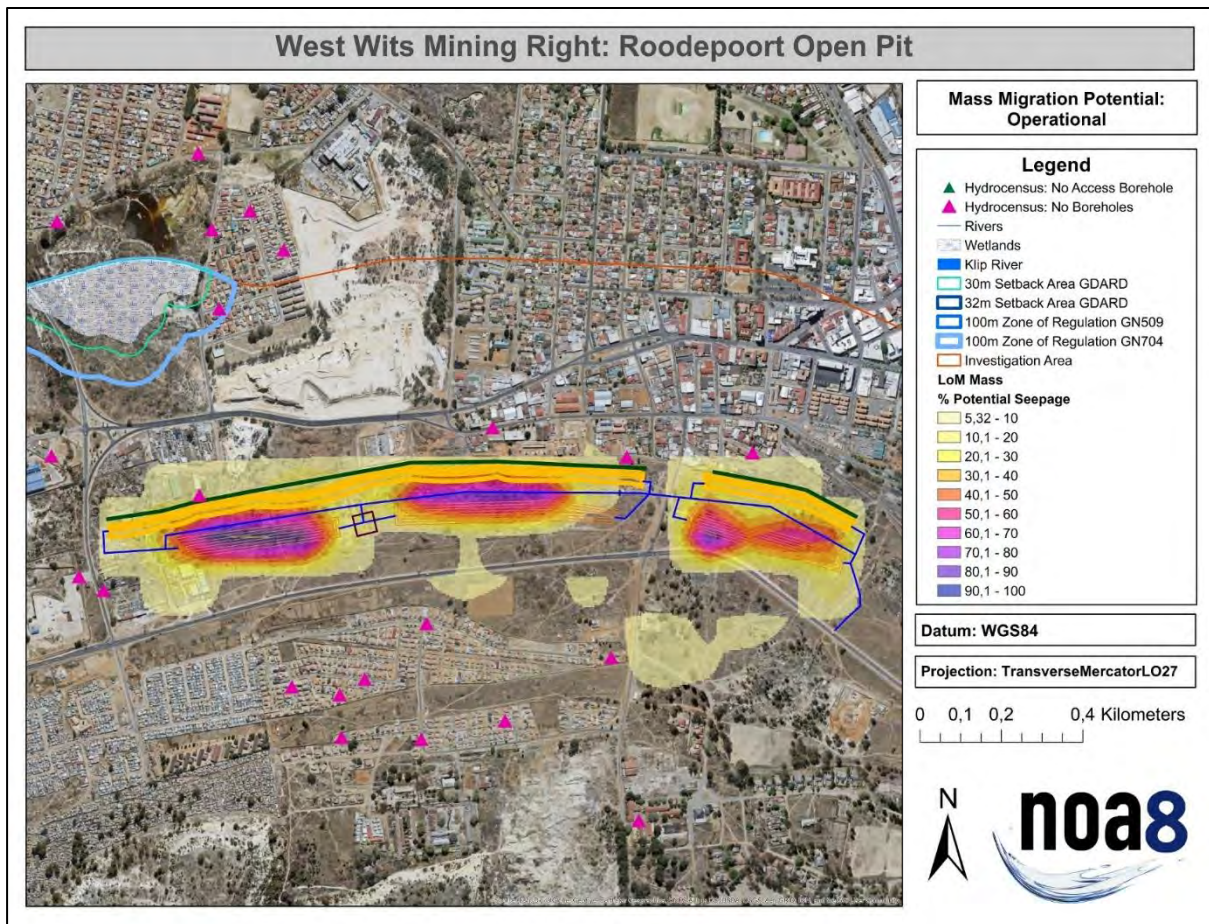 West Wits Mining Right: Roodepoort Open Pit
Mass Migration Potential:
Operational
Legend
Hydrocensus: No Access Borehole
Hydrocensus: No Boreholes
Rivers
Wetlands
Klip River
30m Setback Area GDARD
32m Setback Area GDARD
100m Zone of Regulation GN509
100m Zone of Regulation GN704
Investigation Area
LoM Mass
% Potential Seepage
5,32 - 10
10,1 - 20
20,1 - 30
30,1 - 40
40,1 - 50
50,1 - 60
60,1 - 70
70,1 - 80
80,1 - 90
90,1 - 100
Datum: WGS84
Projection: TransverseMercatorLO27
0 0,1 0,2 0,4 Kilometers
N
noa8